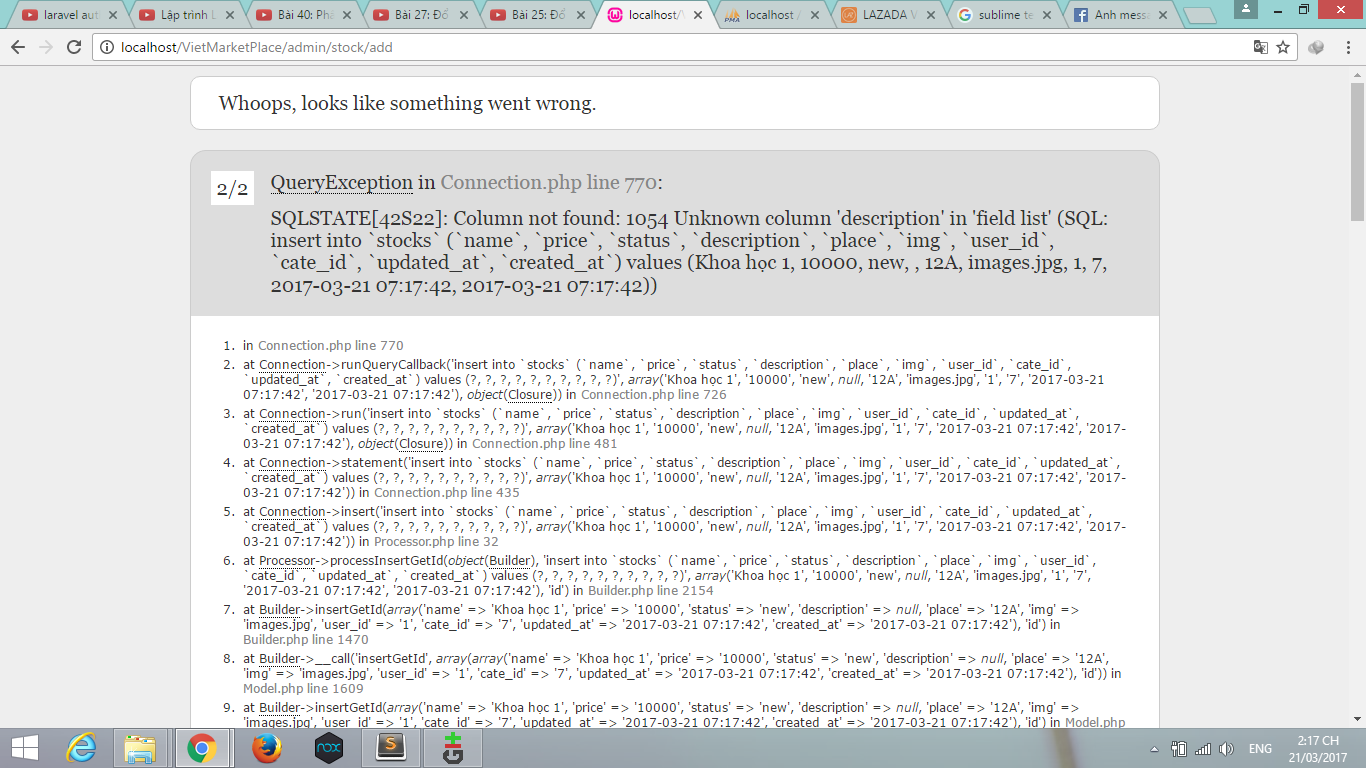 laravel aut
Lập trình L
Bài 40: Phâ
Bài 27: Đổ
Bài 25: Đổ
localhost/V
localhost /
LAZADA V
sublime te
Anh messa
localhost/VietMarketPlace/admin/stock/add
Whoops, looks like something went wrong.
2/2
QueryException in Connection.php line 770:
SQLSTATE[42S22]: Column not found: 1054 Unknown column 'description' in 'field list' (SQL:
insert into `stocks` (`name`, `price`, `status`, `description`, `place`, `img`, `user_id`,
`cate_id`, `updated_at`, `created_at`) values (Khoa học 1, 10000, new, , 12A, images.jpg, 1, 7,
2017-03-21 07:17:42, 2017-03-21 07:17:42))
1. in Connection.php line 770
2. at Connection->runQueryCallback('insert into `stocks` (`name`, `price`, `status`, `description`, `place`, `img`, `user_id`, `cate_id`,
`updated_at`, `created_at`) values (?, ?, ?, ?, ?, ?, ?, ?, ?, ?)', array('Khoa học 1', '10000', 'new', null, '12A', 'images.jpg', '1', '7', '2017-03-21
07:17:42', '2017-03-21 07:17:42'), object(Closure)) in Connection.php line 726
3. at Connection->run('insert into `stocks` (`name`, `price`, `status`, `description`, `place`, `img`, `user_id`, `cate_id`, `updated_at`,
`created_at`) values (?, ?, ?, ?, ?, ?, ?, ?, ?, ?)', array('Khoa học 1', '10000', 'new', null, '12A', 'images.jpg', '1', '7', '2017-03-21 07:17:42', '2017-
03-21 07:17:42'), object(Closure)) in Connection.php line 481
4. at Connection->statement('insert into `stocks` (`name`, `price`, `status`, `description`, `place`, `img`, `user_id`, `cate_id`, `updated_at`,
`created_at`) values (?, ?, ?, ?, ?, ?, ?, ?, ?, ?)', array('Khoa học 1', '10000', 'new', null, '12A', 'images.jpg', '1', '7', '2017-03-21 07:17:42', '2017-
03-21 07:17:42')) in Connection.php line 435
5. at Connection->insert('insert into `stocks` (`name`, `price`, `status`, `description`, `place`, `img`, `user_id`, `cate_id`, `updated_at`,
`created_at`) values (?, ?, ?, ?, ?, ?, ?, ?, ?, ?)', array('Khoa học 1', '10000', 'new', null, '12A', 'images.jpg', '1', '7', '2017-03-21 07:17:42', '2017-
03-21 07:17:42')) in Processor.php line 32
6. at Processor->processInsertGetId(object(Builder), 'insert into `stocks` (`name`, `price`, `status`, `description`, `place`, `img`, `user_id`,
`cate_id`, `updated_at`, `created_at`) values (?, ?, ?, ?, ?, ?, ?, ?, ?, ?)', array('Khoa học 1', '10000', 'new', null, '12A', 'images.jpg', '1', '7',
'2017-03-21 07:17:42', '2017-03-21 07:17:42'), 'id') in Builder.php line 2154
7. at Builder->insertGetId(array('name' => 'Khoa học 1', 'price' => '10000', 'status' => 'new', 'description' => null, 'place' => '12A', 'img' =>
'images.jpg', 'user_id' => '1', 'cate_id' => '7', 'updated_at' => '2017-03-21 07:17:42', 'created_at' => '2017-03-21 07:17:42'), 'id') in
Builder.php line 1470
8. at Builder->__call('insertGetId', array(array('name' => 'Khoa học 1', 'price' => '10000', 'status' => 'new', 'description' => null, 'place' => '12A',
'img' => 'images.jpg', 'user_id' => '1', 'cate_id' => '7', 'updated_at' => '2017-03-21 07:17:42', 'created_at' => '2017-03-21 07:17:42'), 'id')) in
Model.php line 1609
9. at Builder->insertGetId(array('name' => 'Khoa học 1', 'price' => '10000', 'status' => 'new', 'description' => null, 'place' => '12A', 'img' =>
'images.jpg', 'user_id' => '1', 'cate_id' => '7', 'updated_at' => '2017-03-21 07:17:42', 'created_at' => '2017-03-21 07:17:42'), 'id') in Model.php
ENG
2:17 CH
21/03/2017